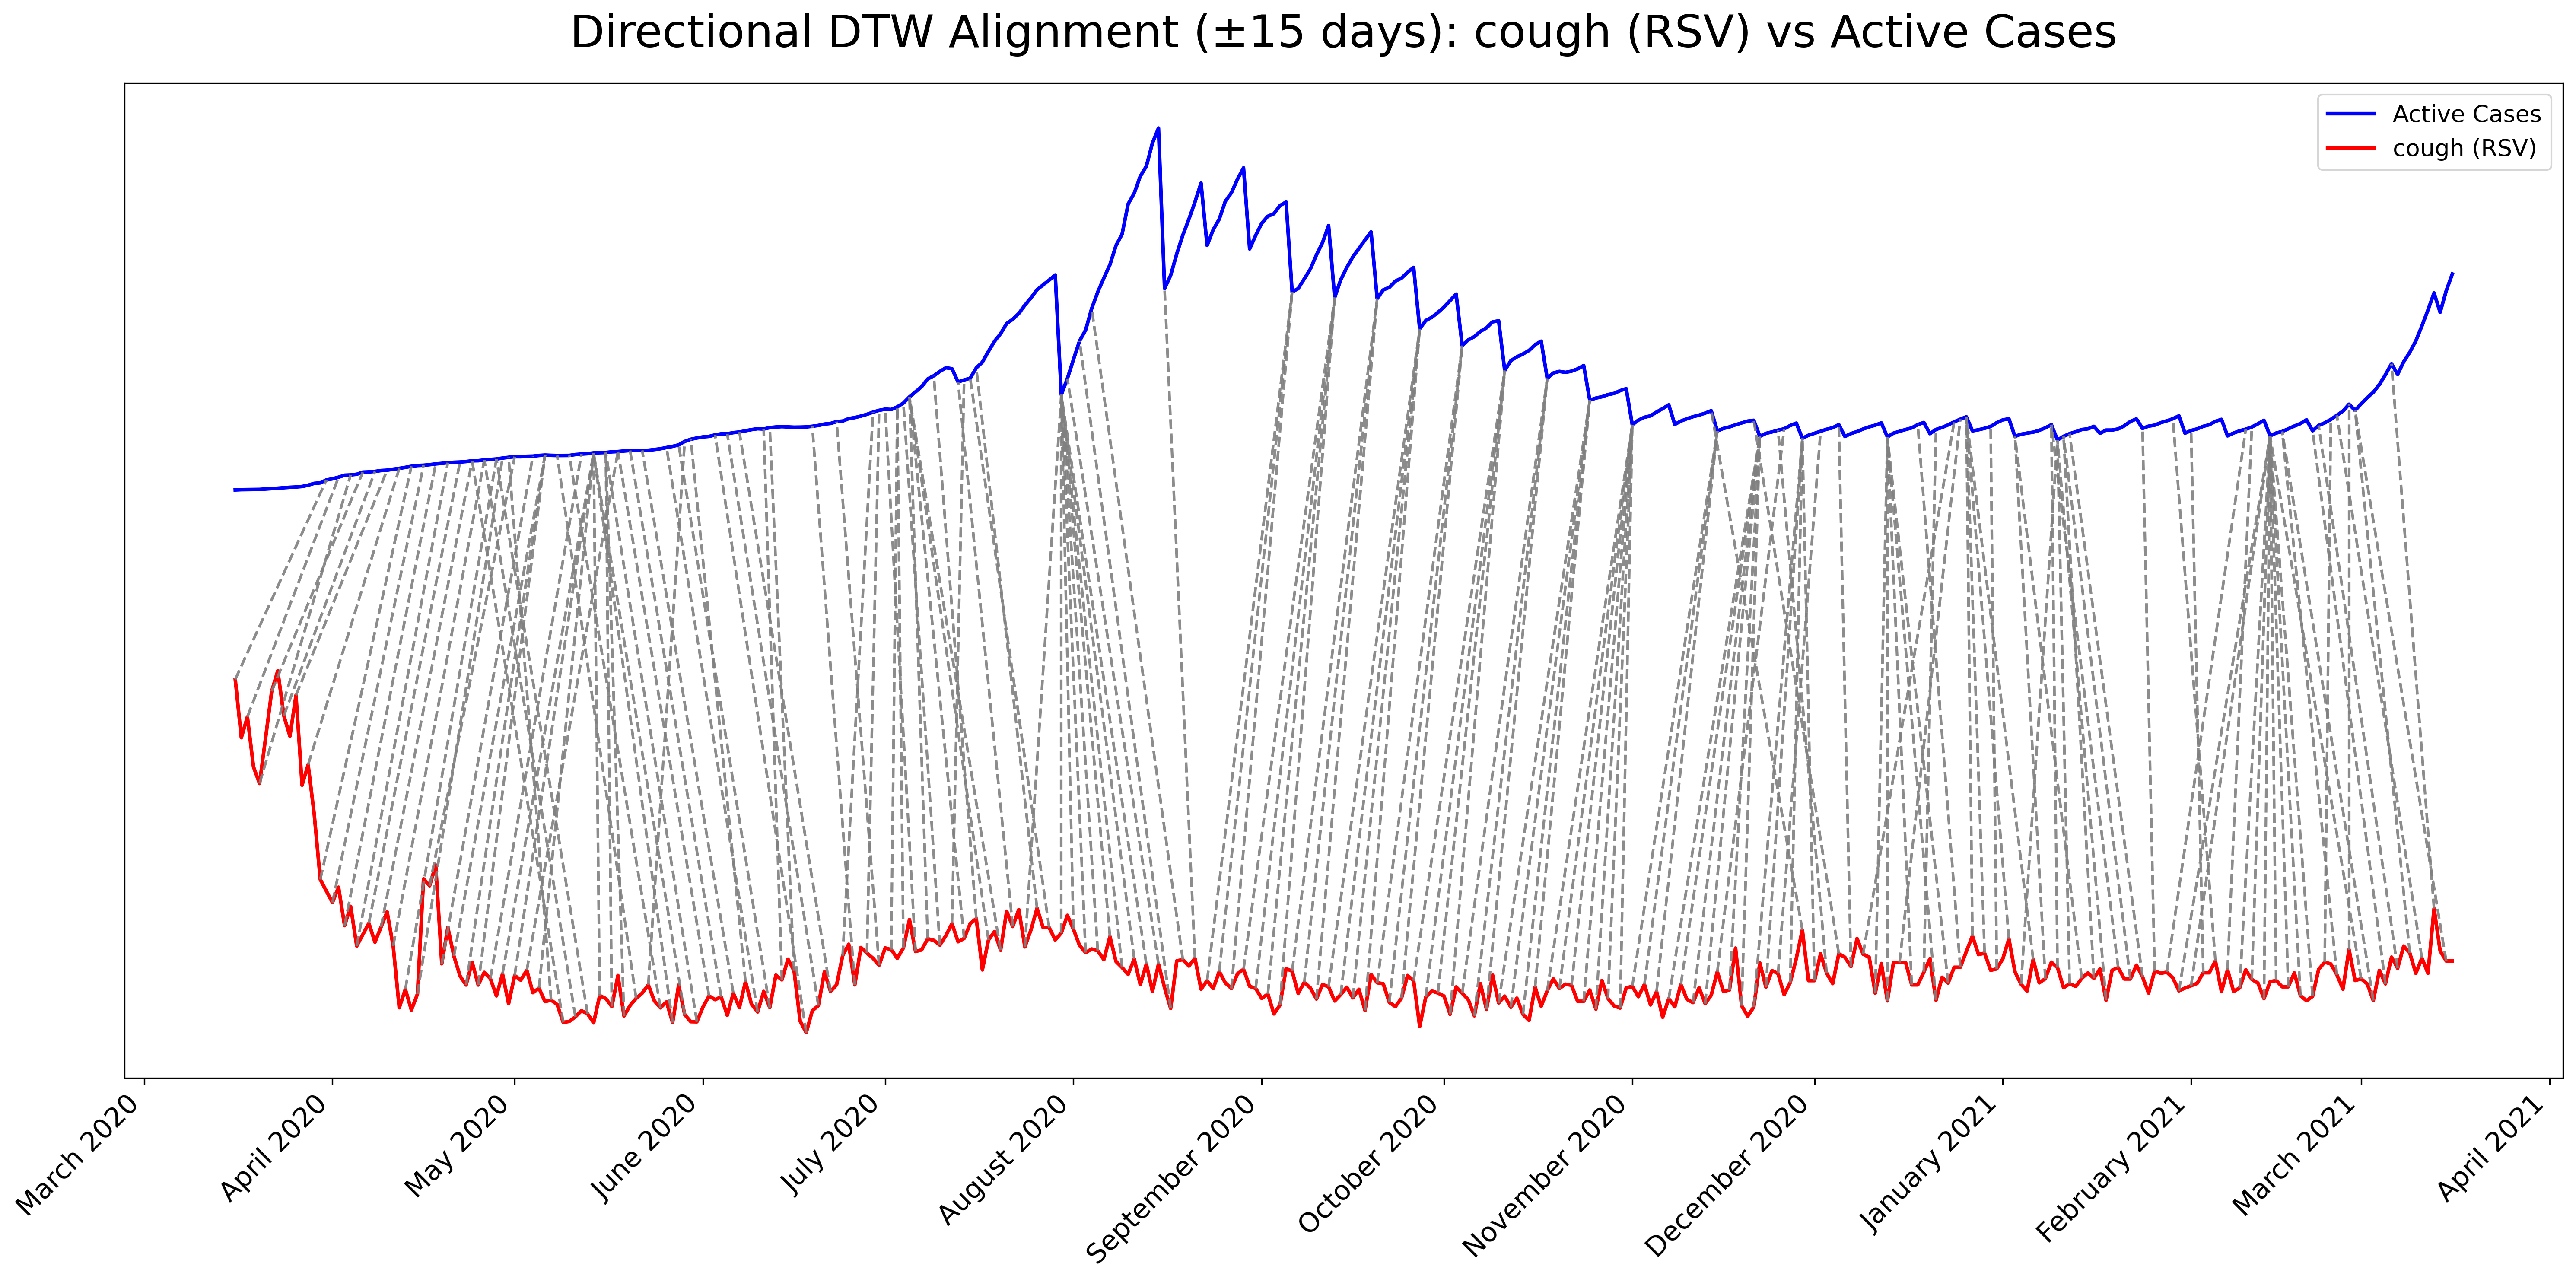 Directional DTW Alignment (±15 days): cough (RSV) vs Active Cases
Active Cases
cough (RSV)
March 2020
April 2020
May 2020
June 2020
July 2020
August 2020
September 2020
October 2020
November 2020
December 2020
January 2021
February 2021
March 2021
April 2021